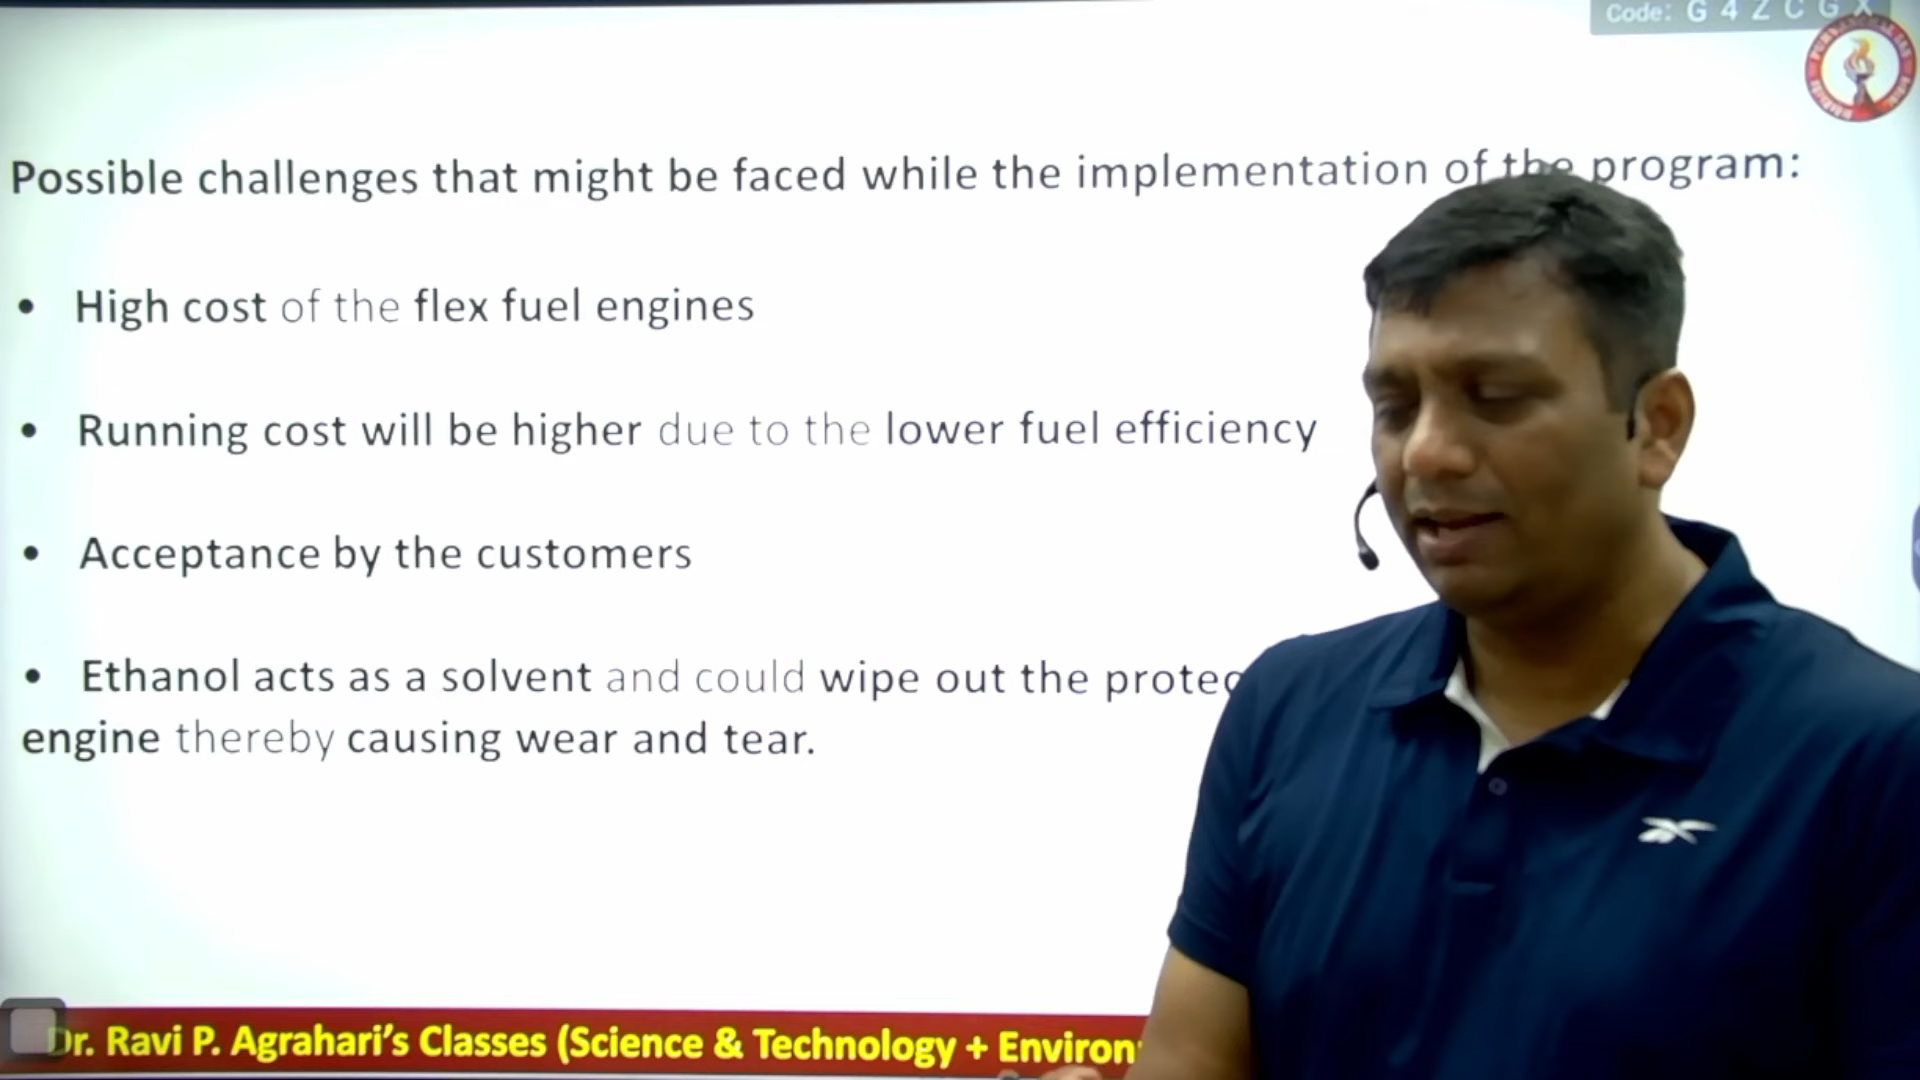 Code: G 4 Z C G X
Possible challenges that might be faced while the implementation of the program:
• High cost of the flex fuel engines
• Running cost will be higher due to the lower fuel efficiency
• Acceptance by the customers
• Ethanol acts as a solvent and could wipe out the
engine thereby causing wear and tear.
Dr. Ravi P. Agrahari's Classes (Science & Technology +